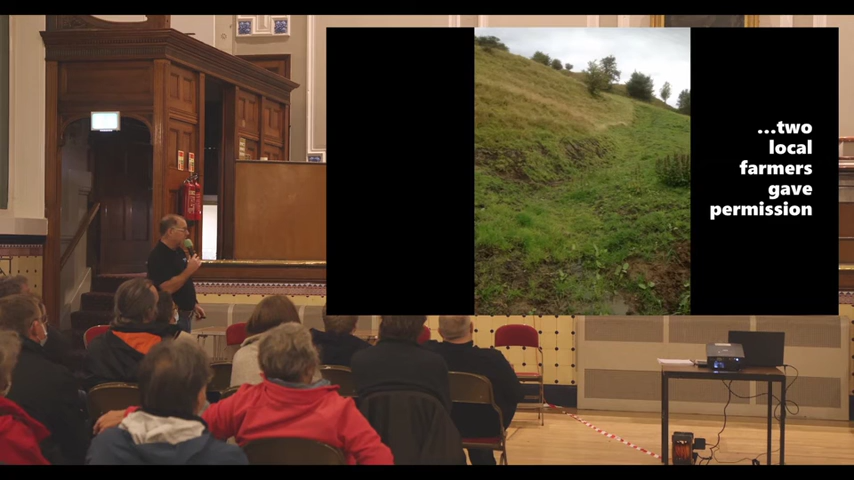 ...two
local
farmers
gave
permission